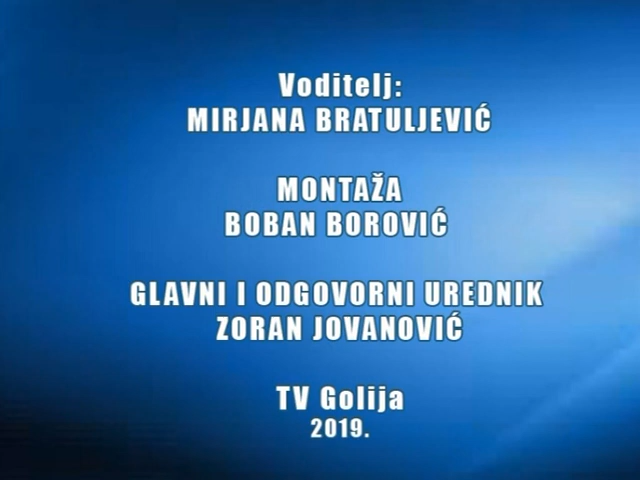 Voditelj:
MIRJANA BRATULJEVIĆ
MONTAŽA
BOBAN BOROVIĆ
GLAVNI I ODGOVORNI UREDNIK
ZORAN JOVANOVIĆ
TV Golija
2019.